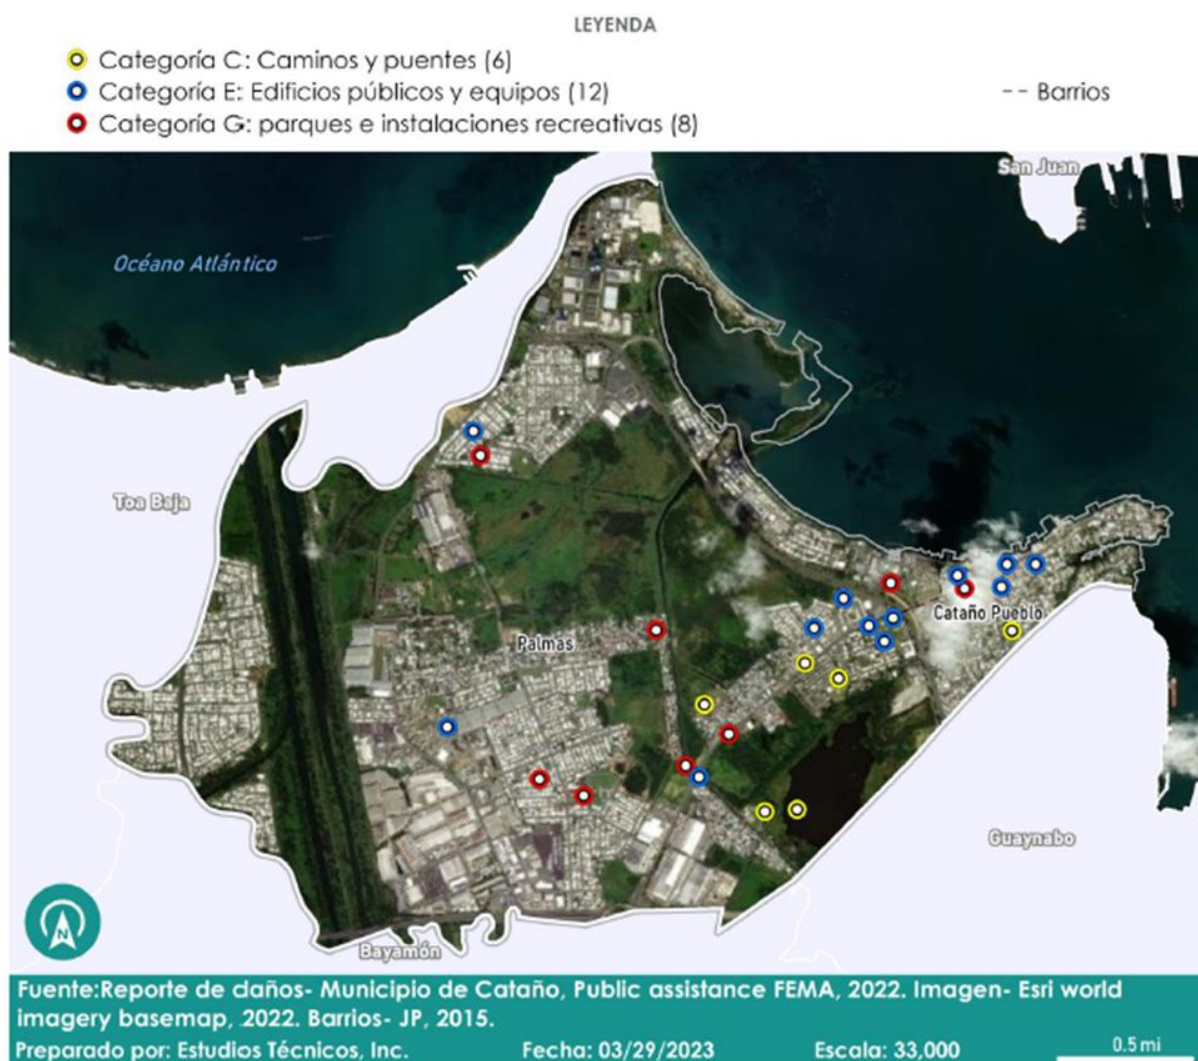 LEYENDA
Categoría C: Caminos y puentes (6)
Categoría E: Edificios públicos y equipos (12)
-- Barrios
Categoría G: parques e instalaciones recreativas (8)
San Juan
Océano Atlántico
Toa Baja
Cataño Pueblo
Palmas
Guaynabo
N
Bayamón
Fuente:Reporte de daños- Municipio de Cataño, Public assistance FEMA, 2022. Imagen- Esri world
imagery basemap, 2022. Barrios- JP, 2015.
Preparado por: Estudios Técnicos, Inc. Fecha: 03/29/2023 Escala: 33,000 0.5 mi